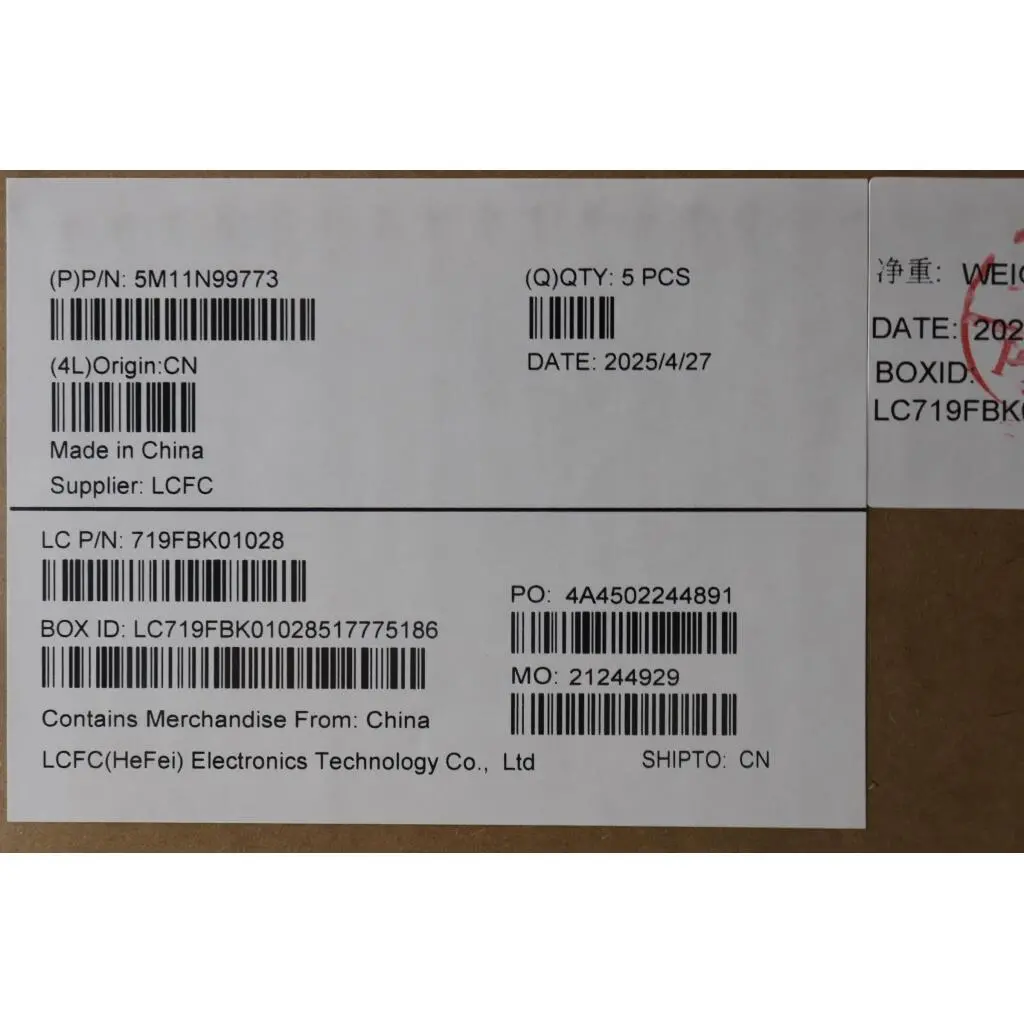 (P)P/N: 5M11N99773
(Q)QTY: 5 PCS
(4L)Origin:CN
DATE: 2025/4/27
Made in China
Supplier: LCFC
LC P/N: 719FBK01028
PO: 4A4502244891
BOX ID: LC719FBK01028517775186
MO: 21244929
Contains Merchandise From: China
LCFC(HeFei) Electronics Technology Co., Ltd
SHIPTO: CN
净重:
DATE: 202
BOXID:
LC719FBK